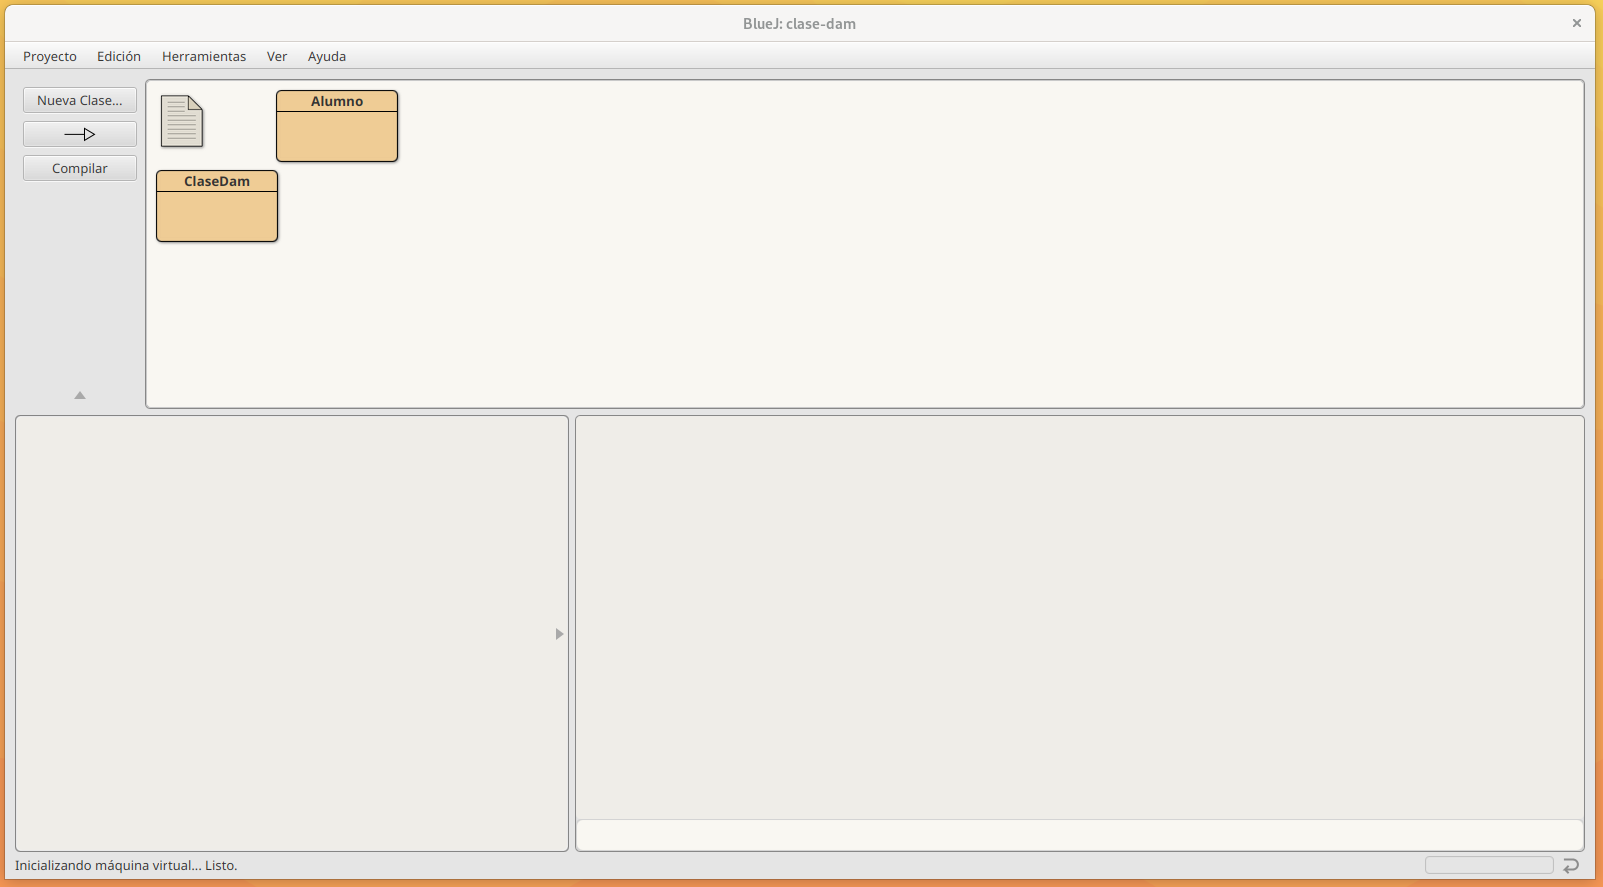 BlueJ: clase-dam
Proyecto Edición Herramientas Ver Ayuda
Nueva Clase...
Compilar
Alumno
ClaseDam
Inicializando máquina virtual... Listo.